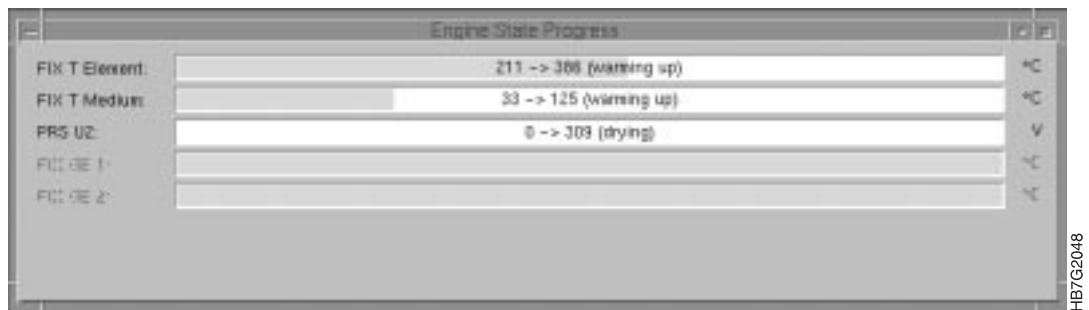 Engine State Progress
FIX T Element: 211 -> 386 (warming up) °C
FIX T Medium: 33 -> 125 (warming up) °C
PRS U2: 0 -> 309 (drying) V
°C
°C
HB7G2048